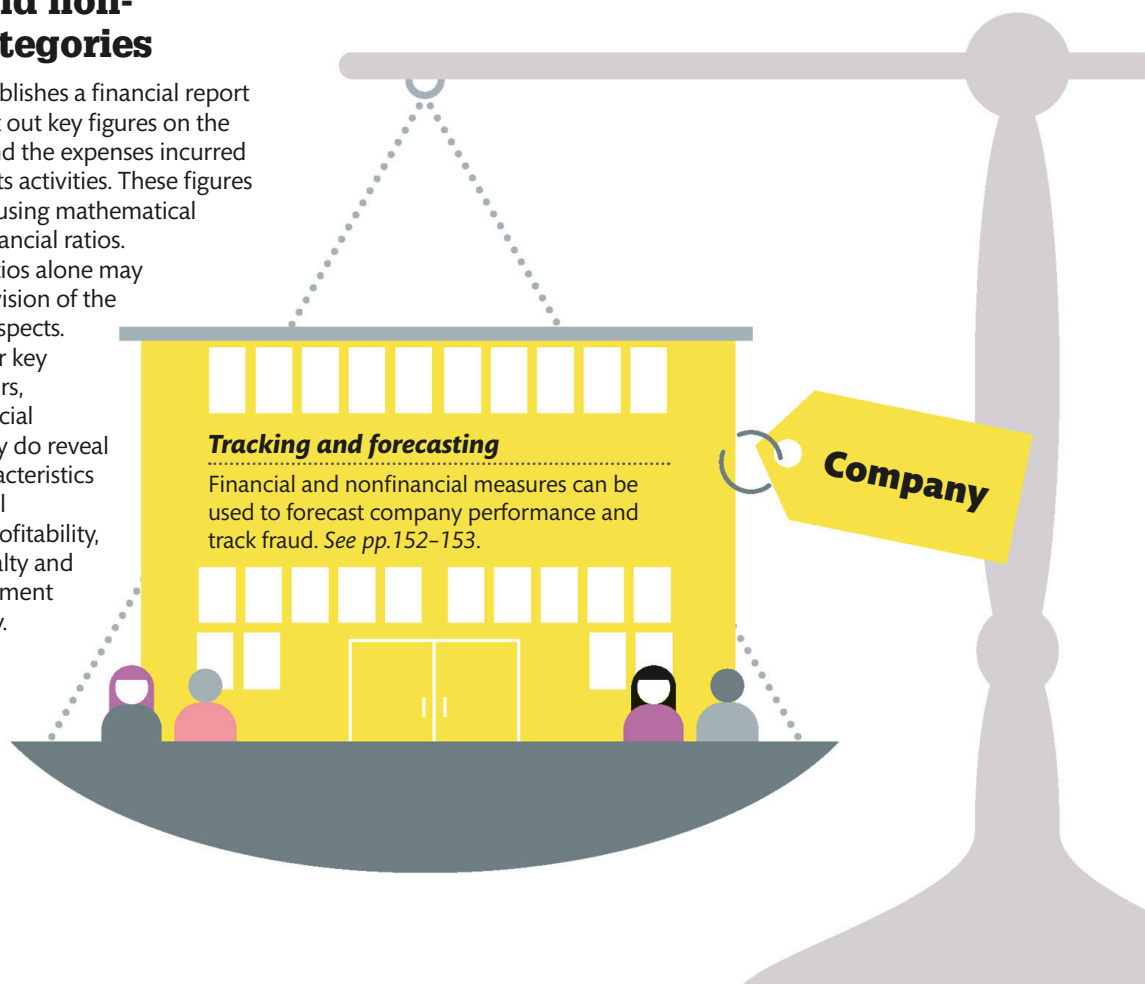 nd non-
tegories
blishes a financial report
t out key figures on the
nd the expenses incurred
ts activities. These figures
using mathematical
ancial ratios.
tios alone may
vision of the
spects.
r key
rs,
cial
y do reveal
acteristics
l
ofitability,
alty and
ement
y.
Tracking and forecasting
Financial and nonfinancial measures can be
used to forecast company performance and
track fraud. See pp.152–153.
Company